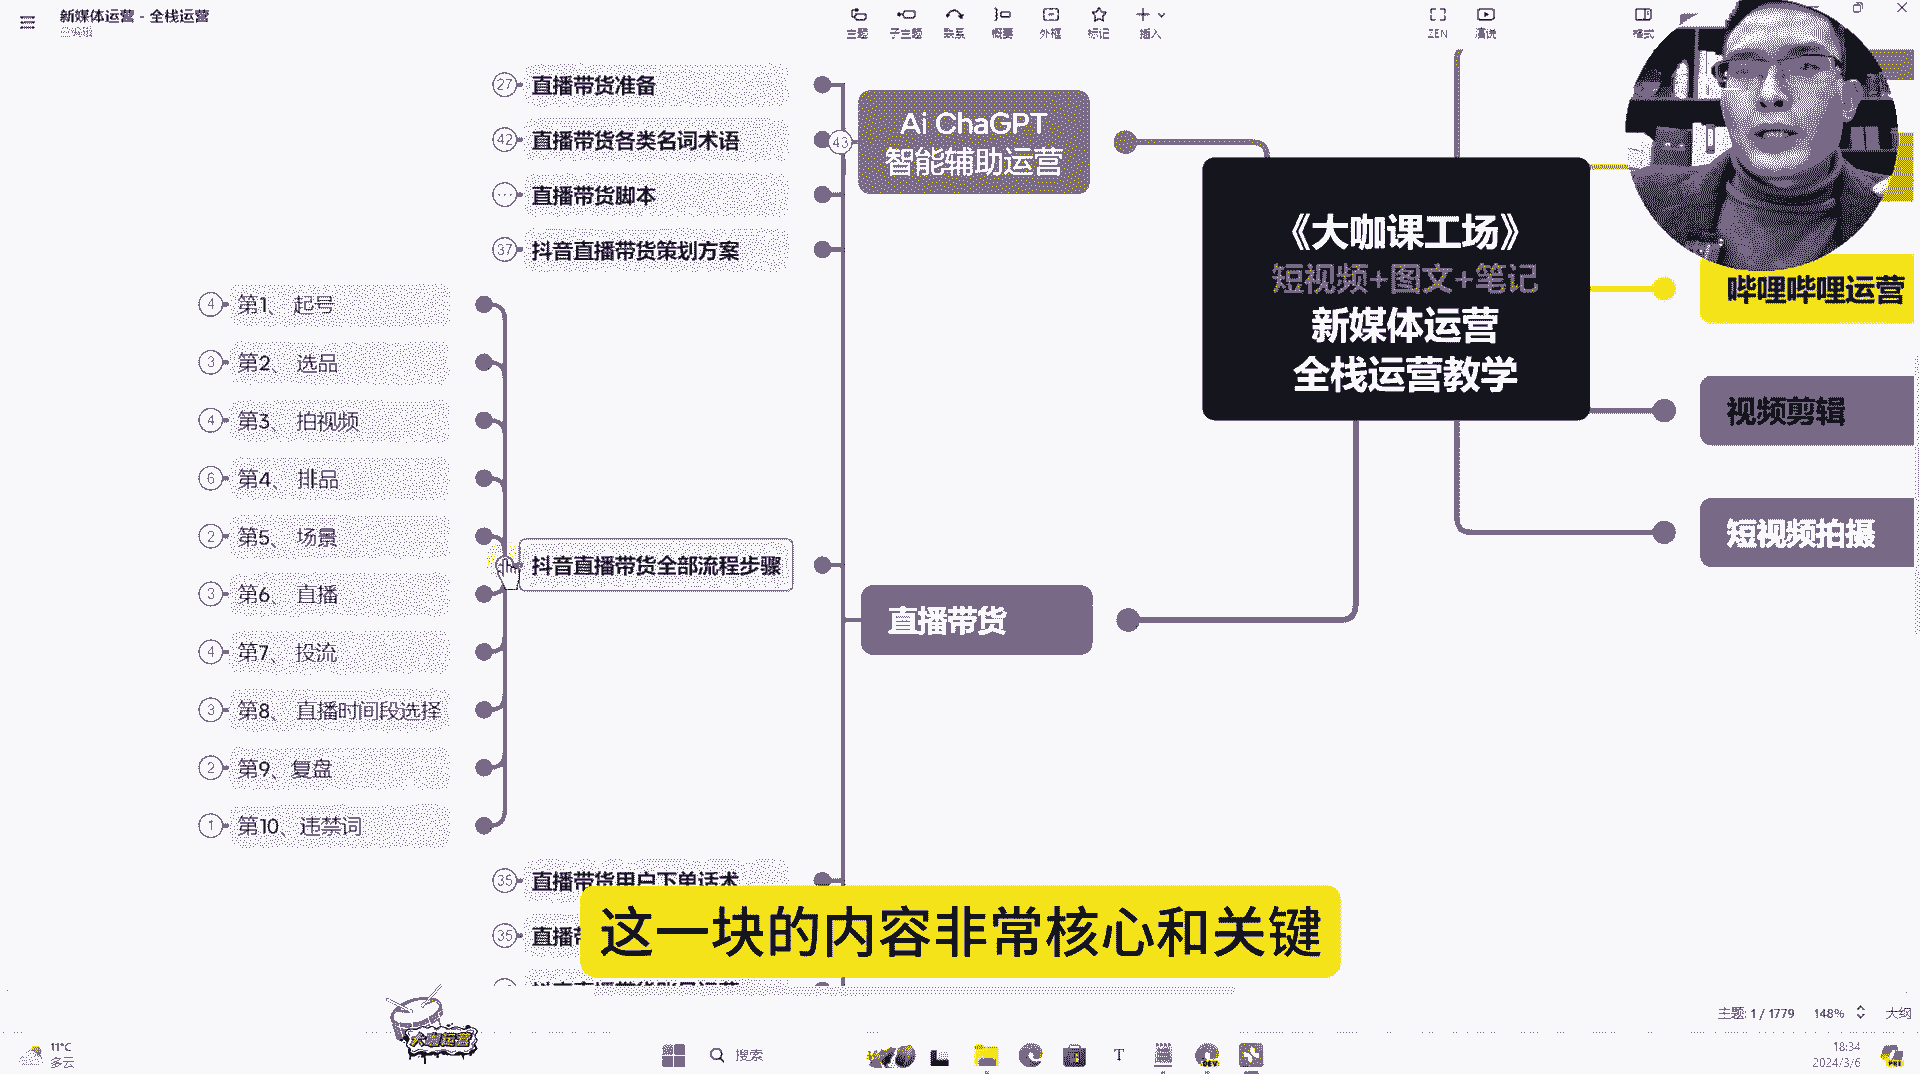 新媒体运营 - 全栈运营
主题
子主题
联系
概要
外框
标记
插入
ZEN
演说
格式
27
直播带货准备
42
直播带货各类名词术语
直播带货脚本
37
抖音直播带货策划方案
43
Ai ChaGPT
智能辅助运营
《大咖课工场》
短视频+图文+笔记
新媒体运营
全栈运营教学
哔哩哔哩运营
视频剪辑
短视频拍摄
4
第1、 起号
3
第2、 选品
4
第3、 拍视频
6
第4、 排品
2
第5、 场景
3
第6、 直播
4
第7、 投流
3
第8、 直播时间段选择
2
第9、复盘
1
第10、违禁词
抖音直播带货全部流程步骤
直播带货
35
直播带货用户下单话术
35
这一块的内容非常核心和关键
大咖运营
主题: 1 / 1779
148%
大纲
11°C
多云
搜索
18:34
2024/3/6